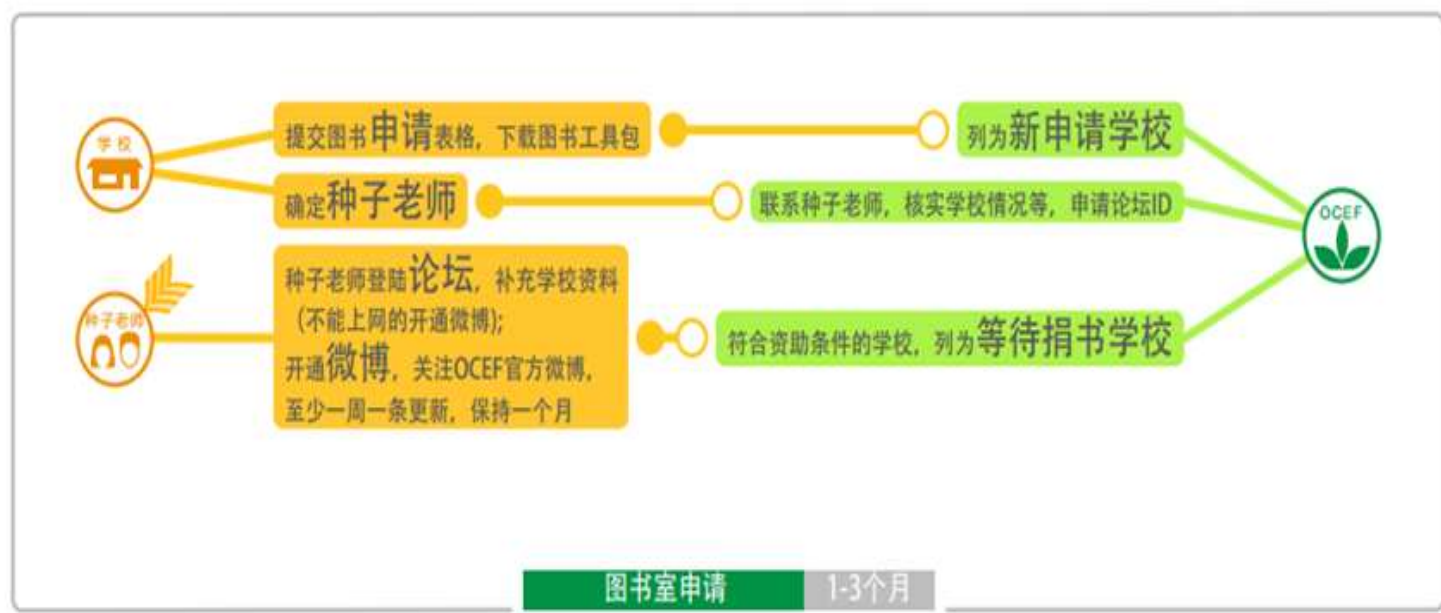 学校
提交图书申请表格，下载图书工具包
列为新申请学校
确定种子老师
联系种子老师，核实学校情况等，申请论坛ID
OCEF
种子老师
种子老师登陆论坛，补充学校资料
（不能上网的开通微博);
开通微博，关注OCEF官方微博，
至少一周一条更新，保持一个月
符合资助条件的学校，列为等待捐书学校
图书室申请
1-3个月